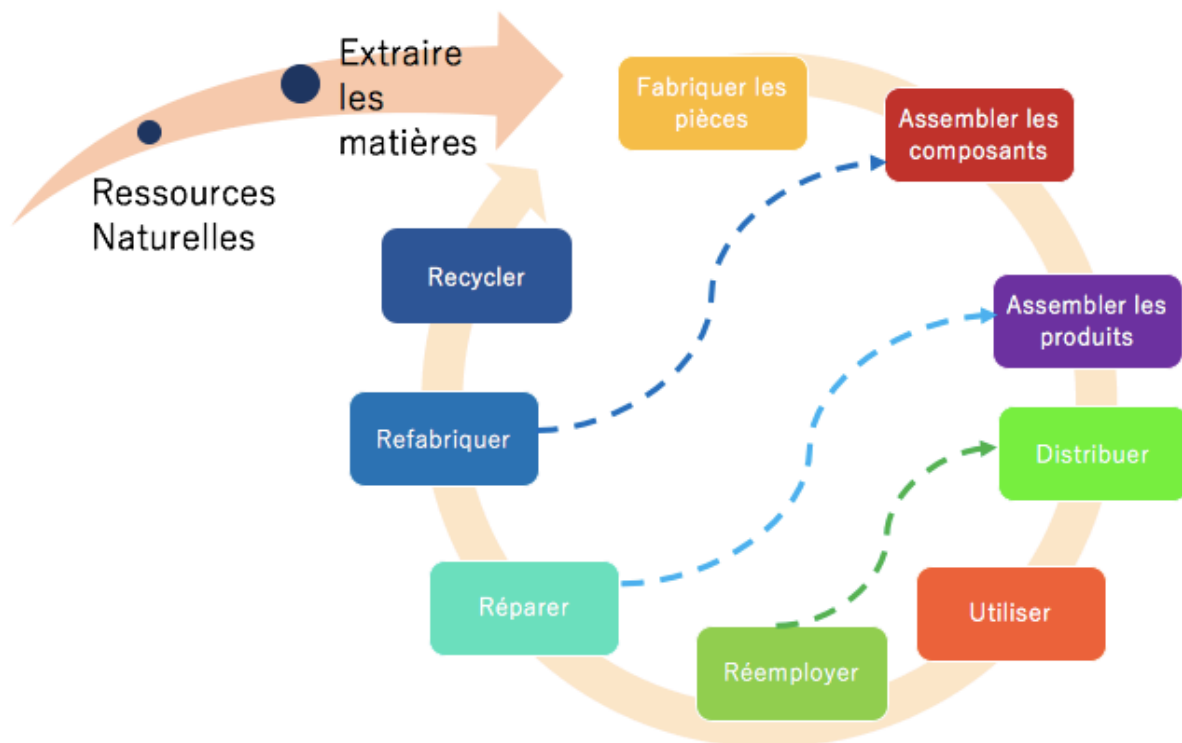 Extraire
les
matières
Ressources
Naturelles
Fabriquer les
pièces
Assembler les
composants
Assembler les
produits
Distribuer
Utiliser
Réemployer
Réparer
Refabriquer
Recycler